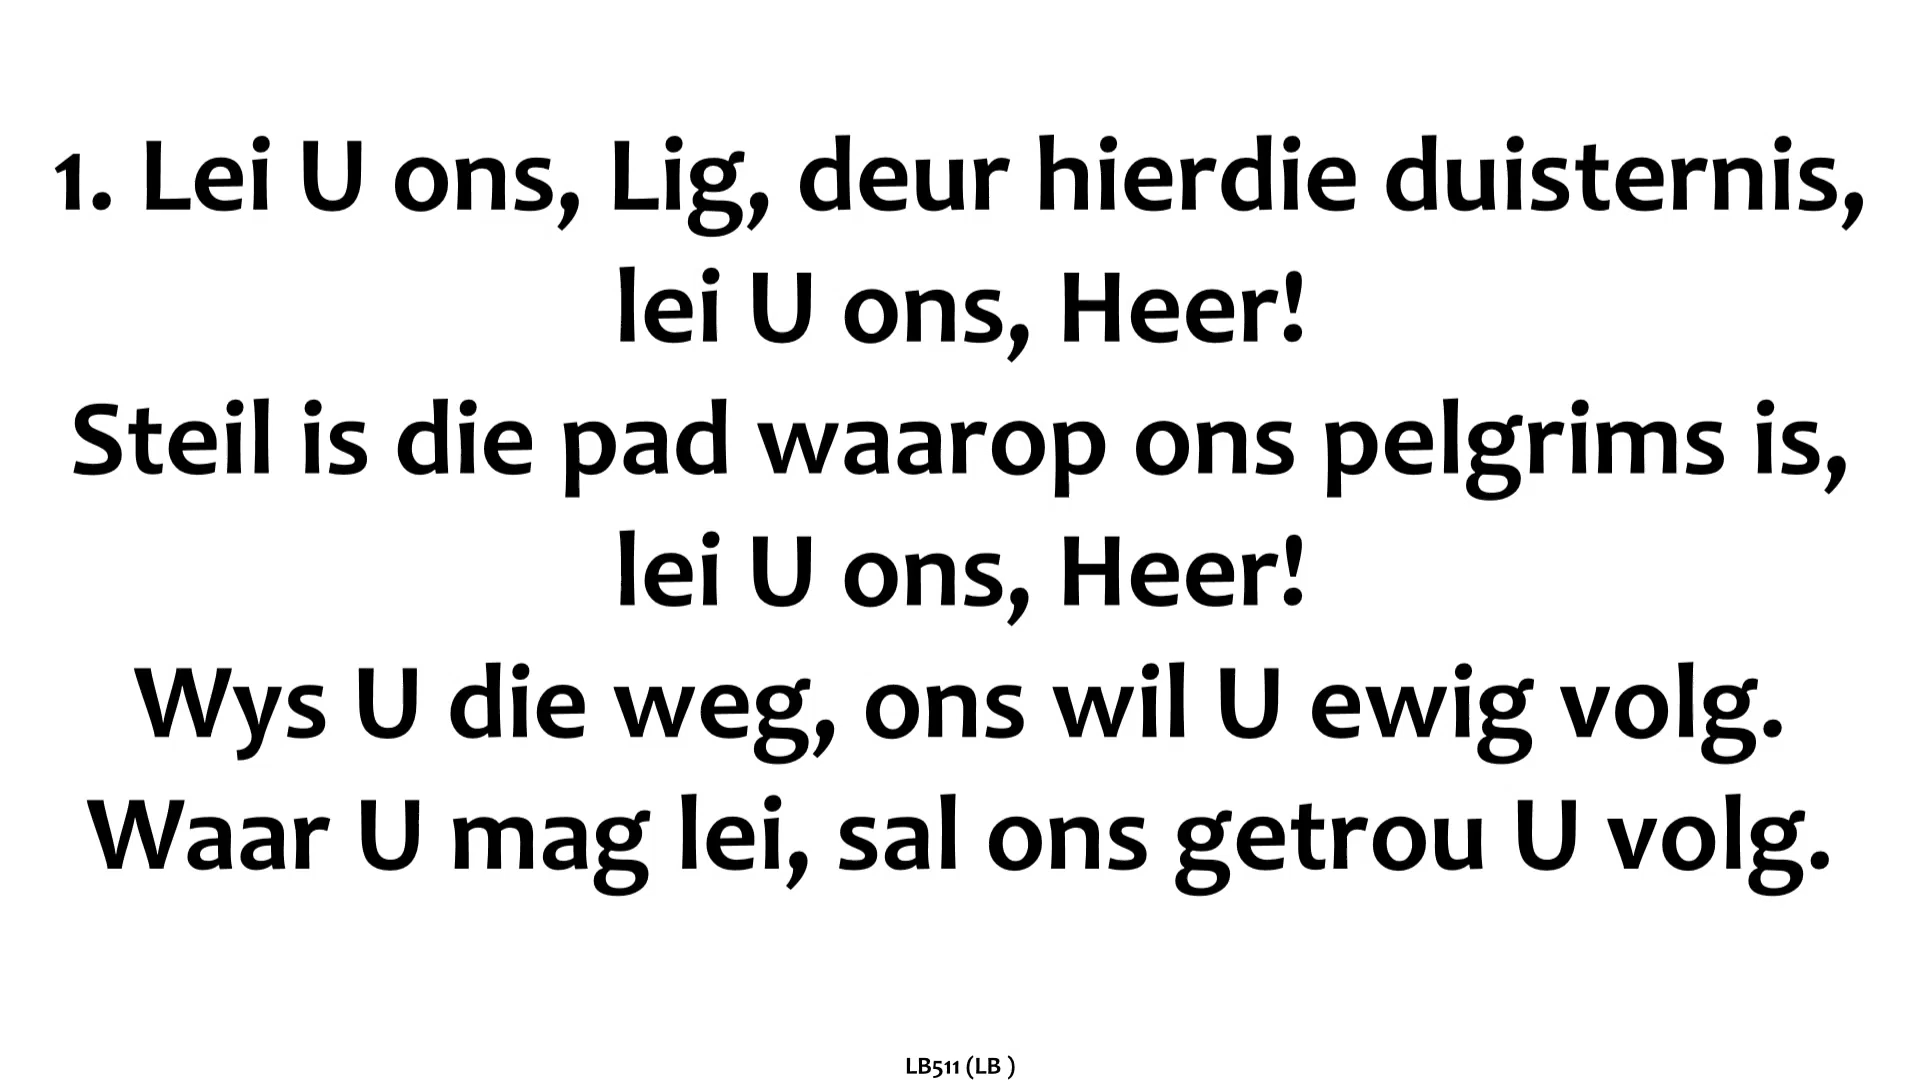 1. Lei U ons, Lig, deur hierdie duisternis,
lei U ons, Heer!
Steil is die pad waarop ons pelgrims is,
lei U ons, Heer!
Wys U die weg, ons wil U ewig volg.
Waar U mag lei, sal ons getrou U volg.
LB511 (LB )